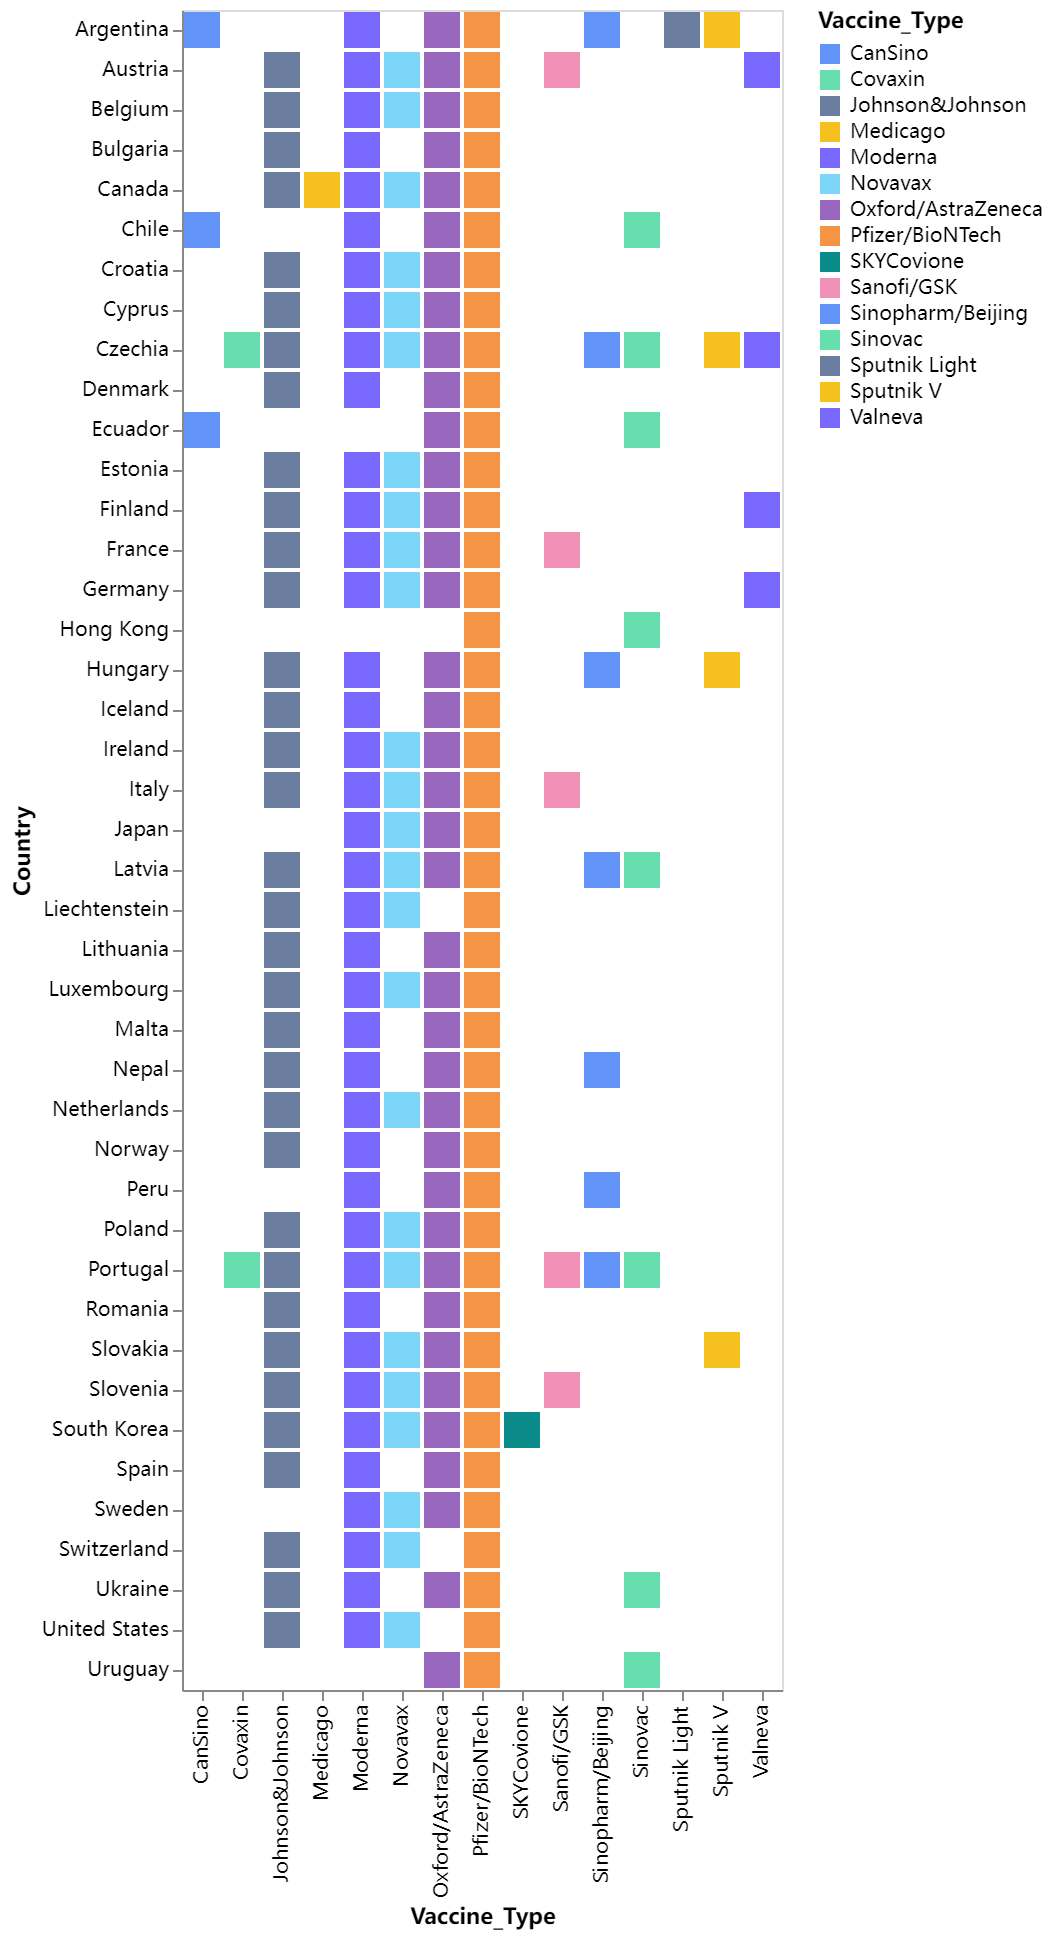 Argentina
Austria
Belgium
Bulgaria
Canada
Chile
Croatia
Cyprus
Czechia
Denmark
Ecuador
Estonia
Finland
France
Germany
Hong Kong
Hungary
Iceland
Ireland
Italy
Japan
Latvia
Liechtenstein
Lithuania
Luxembourg
Malta
Nepal
Netherlands
Norway
Peru
Poland
Portugal
Romania
Slovakia
Slovenia
South Korea
Spain
Sweden
Switzerland
Ukraine
United States
Uruguay
Country
CanSino
Covaxin
Johnson&Johnson
Medicago
Moderna
Novavax
Oxford/AstraZeneca
Pfizer/BioNTech
SKYCovione
Sanofi/GSK
Sinopharm/Beijing
Sinovac
Sputnik Light
Sputnik V
Valneva
Vaccine_Type
Vaccine_Type
CanSino
Covaxin
Johnson&Johnson
Medicago
Moderna
Novavax
Oxford/AstraZeneca
Pfizer/BioNTech
SKYCovione
Sanofi/GSK
Sinopharm/Beijing
Sinovac
Sputnik Light
Sputnik V
Valneva